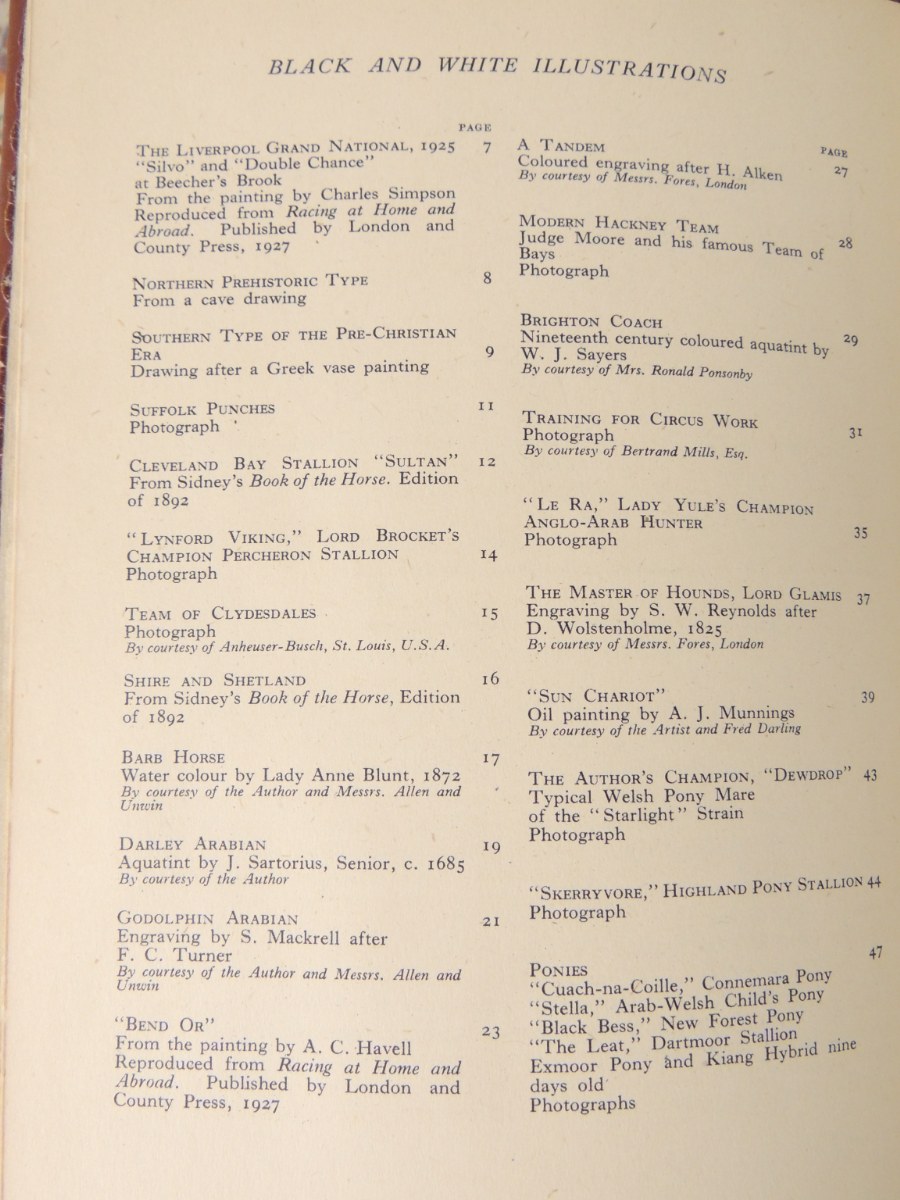 BLACK AND WHITE ILLUSTRATIONS
PAGE
THE LIVERPOOL GRAND NATIONAL, 1925 7
"Silvo" and "Double Chance"
at Beecher's Brook
From the painting by Charles Simpson
Reproduced from Racing at Home and
Abroad. Published by London and
County Press, 1927
NORTHERN PREHISTORIC TYPE 8
From a cave drawing
SOUTHERN TYPE OF THE PRE-CHRISTIAN
ERA 9
Drawing after a Greek vase painting
SUFFOLK PUNCHES 11
Photograph
CLEVELAND BAY STALLION "SULTAN" 12
From Sidney's Book of the Horse. Edition
of 1892
"LYNFORD VIKING," LORD BROCKET'S
CHAMPION PERCHERON STALLION 14
Photograph
TEAM OF CLYDESDALES 15
Photograph
By courtesy of Anheuser-Busch, St. Louis, U.S.A.
SHIRE AND SHETLAND 16
From Sidney's Book of the Horse, Edition
of 1892
BARB HORSE 17
Water colour by Lady Anne Blunt, 1872
By courtesy of the Author and Messrs. Allen and
Unwin
DARLEY ARABIAN 19
Aquatint by J. Sartorius, Senior, c. 1685
By courtesy of the Author
GODOLPHIN ARABIAN 21
Engraving by S. Mackrell after
F. C. Turner
By courtesy of the Author and Messrs. Allen and
Unwin
"BEND OR" 23
From the painting by A. C. Havell
Reproduced from Racing at Home and
Abroad. Published by London and
County Press, 1927
PAGE
A TANDEM 27
Coloured engraving after H. Alken
By courtesy of Messrs. Fores, London
MODERN HACKNEY TEAM 28
Judge Moore and his famous Team of
Bays
Photograph
BRIGHTON COACH 29
Nineteenth century coloured aquatint by
W. J. Sayers
By courtesy of Mrs. Ronald Ponsonby
TRAINING FOR CIRCUS WORK
Photograph 31
By courtesy of Bertrand Mills, Esq.
"LE RA," LADY YULE'S CHAMPION
ANGLO-ARAB HUNTER 35
Photograph
THE MASTER OF HOUNDS, LORD GLAMIS 37
Engraving by S. W. Reynolds after
D. Wolstenholme, 1825
By courtesy of Messrs. Fores, London
"SUN CHARIOT" 39
Oil painting by A. J. Munnings
By courtesy of the Artist and Fred Darling
THE AUTHOR'S CHAMPION, "DEWDROP" 43
Typical Welsh Pony Mare
of the "Starlight" Strain
Photograph
"SKERRYVORE," HIGHLAND PONY STALLION 44
Photograph
PONIES 47
"Cuach-na-Coille," Connemara Pony
"Stella," Arab-Welsh Child's Pony
"Black Bess," New Forest Pony
"The Leat," Dartmoor Stallion
Exmoor Pony and Kiang Hybrid nine
days old
Photographs